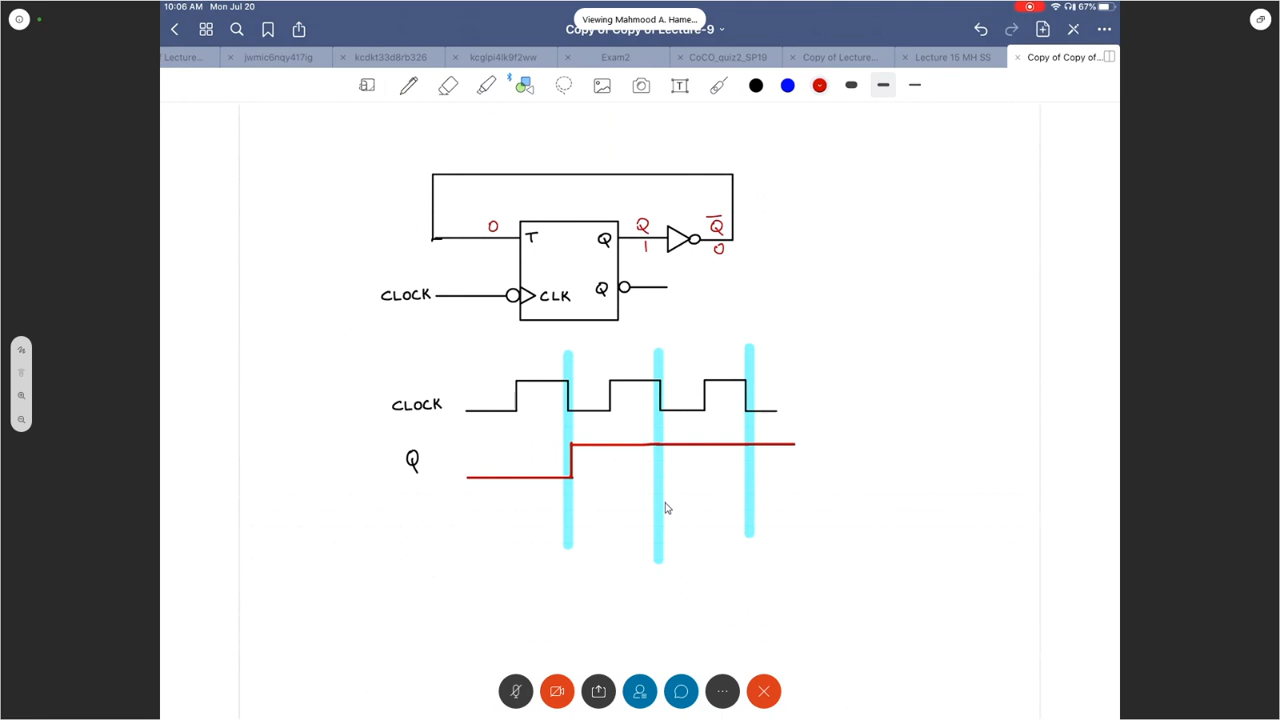 10:06 AM Mon Jul 20
Viewing Mahmood A. Hame...
67%
Copy of Copy of Lecture-9
Lecture...
jwmic6nqy417ig
kcdkt33d8rb326
kcglpi4lk9f2ww
Exam2
CoCO_quiz2_SP19
Copy of Lecture...
Lecture 15 MH SS
Copy of Copy of...
T
0
T
Q
Q
1
Q̅
0
CLOCK
CLK
Q
CLOCK
Q